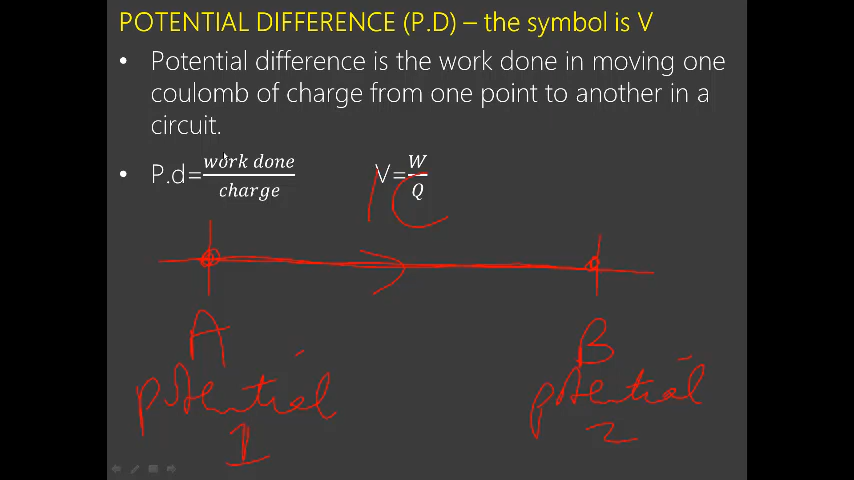 POTENTIAL DIFFERENCE (P.D) – the symbol is V
• Potential difference is the work done in moving one
coulomb of charge from one point to another in a
circuit.
• P.d=work done/charge V=W/Q
1C
A B
potential potential
1 2